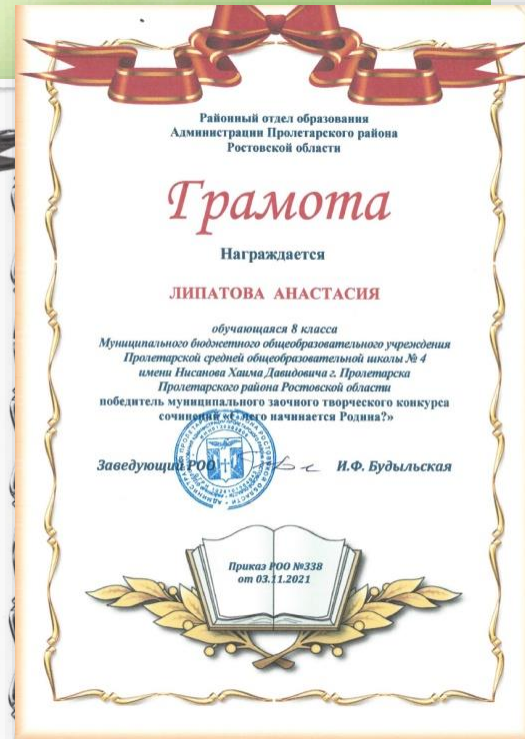 Районный отдел образования
Администрации Пролетарского района
Ростовской области
Грамота
Награждается
ЛИПАТОВА АНАСТАСИЯ
обучающаяся 8 класса
Муниципального бюджетного общеобразовательного учреждения
Пролетарской средней общеобразовательной школы № 4
имени Нисанова Хаима Давидовича г. Пролетарска
Пролетарского района Ростовской области
победитель муниципального заочного творческого конкурса
сочинений «С чего начинается Родина?»
Заведующий РОО И.Ф. Будыльская
Приказ РОО №338
от 03.11.2021